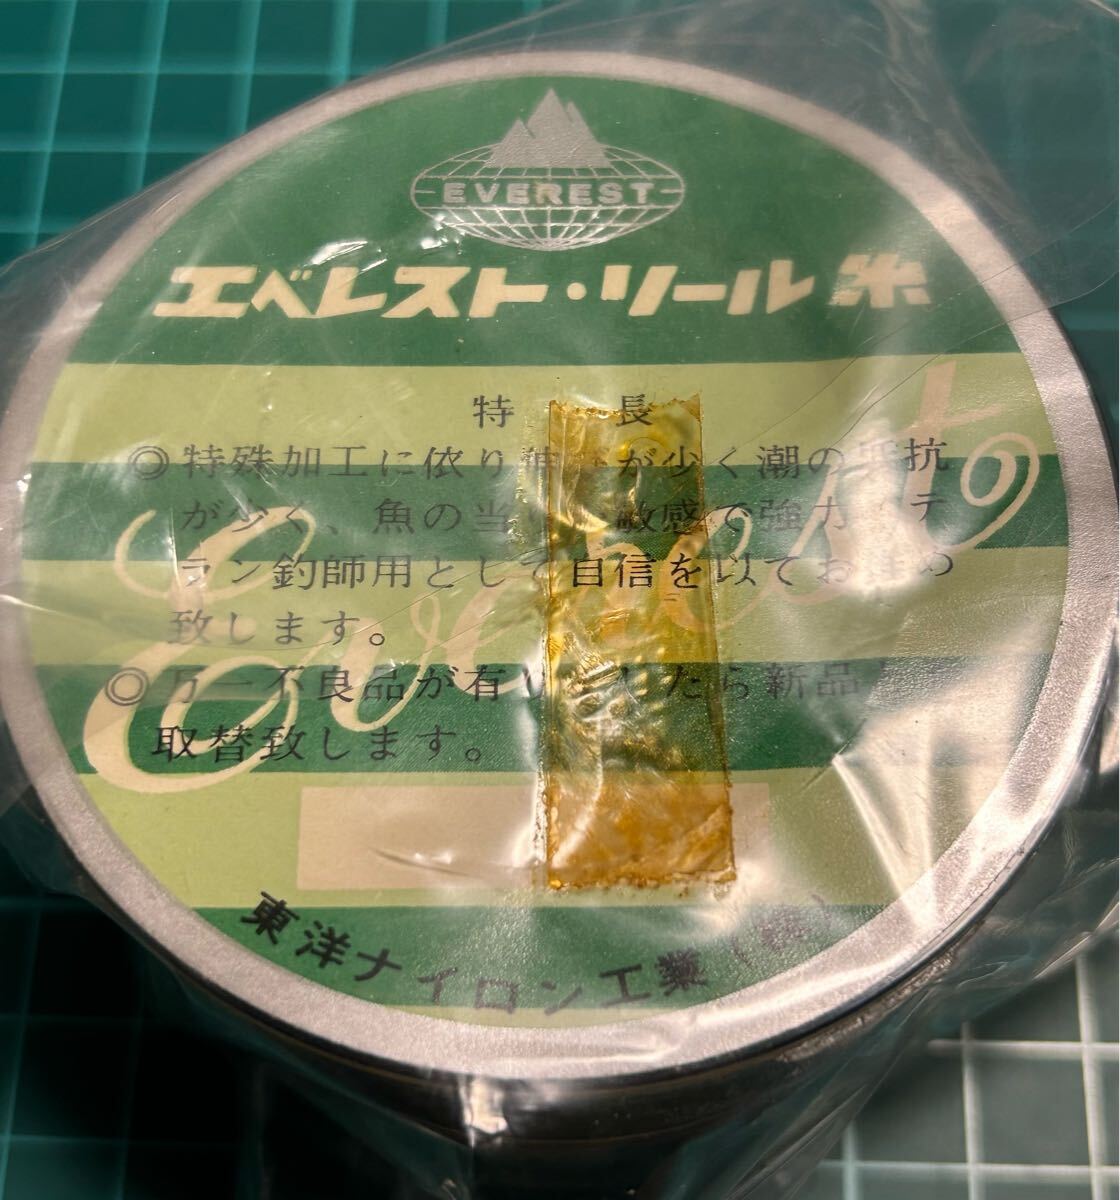 EVEREST
エベレスト・リール糸
特 長
◎特殊加工に依り が少く潮の 抗
が少く、魚の当 敏感で強力 テ
ラン釣師用として自信を以てお
致します。
◎万一不良品が有り したら新品
取替致します。
Everest
東洋ナイロン工業(株)